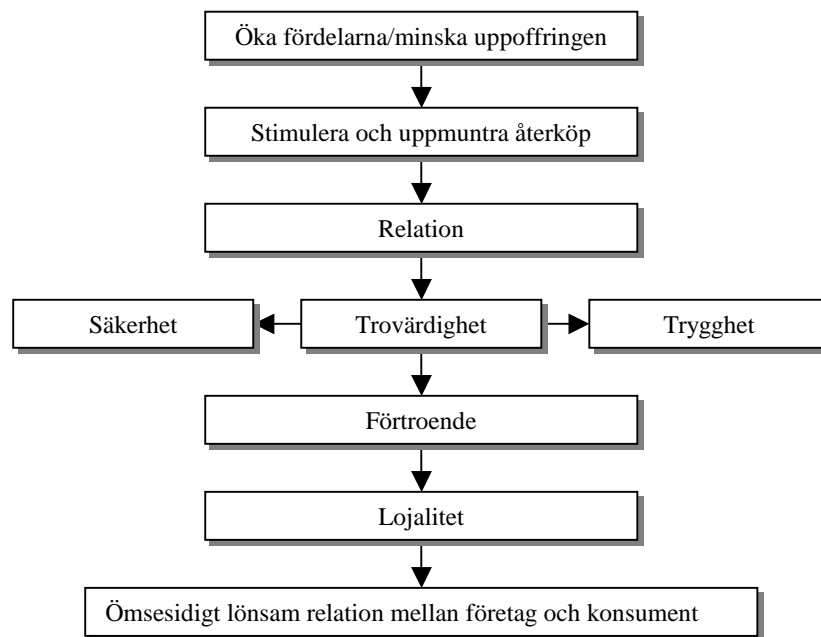 Öka fördelarna/minska uppoffringen
Stimulera och uppmuntra återköp
Relation
Säkerhet
Trovärdighet
Trygghet
Förtroende
Lojalitet
Ömsesidigt lönsam relation mellan företag och konsument